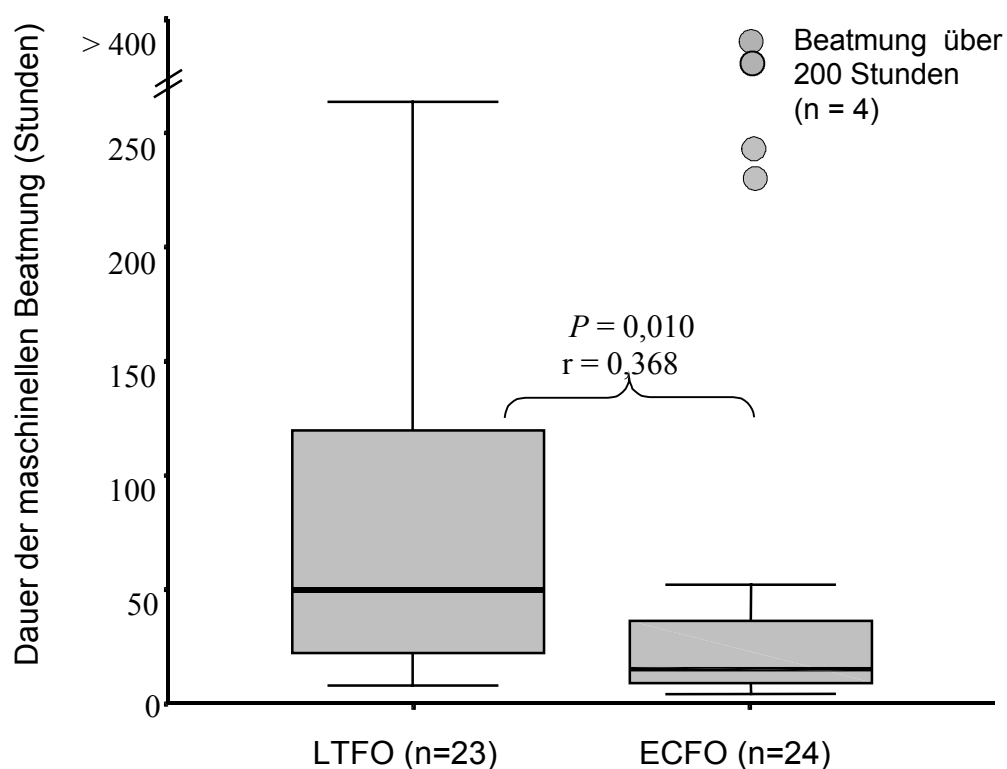 Dauer der maschinellen Beatmung (Stunden)
> 400
250
200
150
100
50
0
Beatmung über
200 Stunden
(n = 4)
P = 0,010
r = 0,368
LTFO (n=23)
ECFO (n=24)